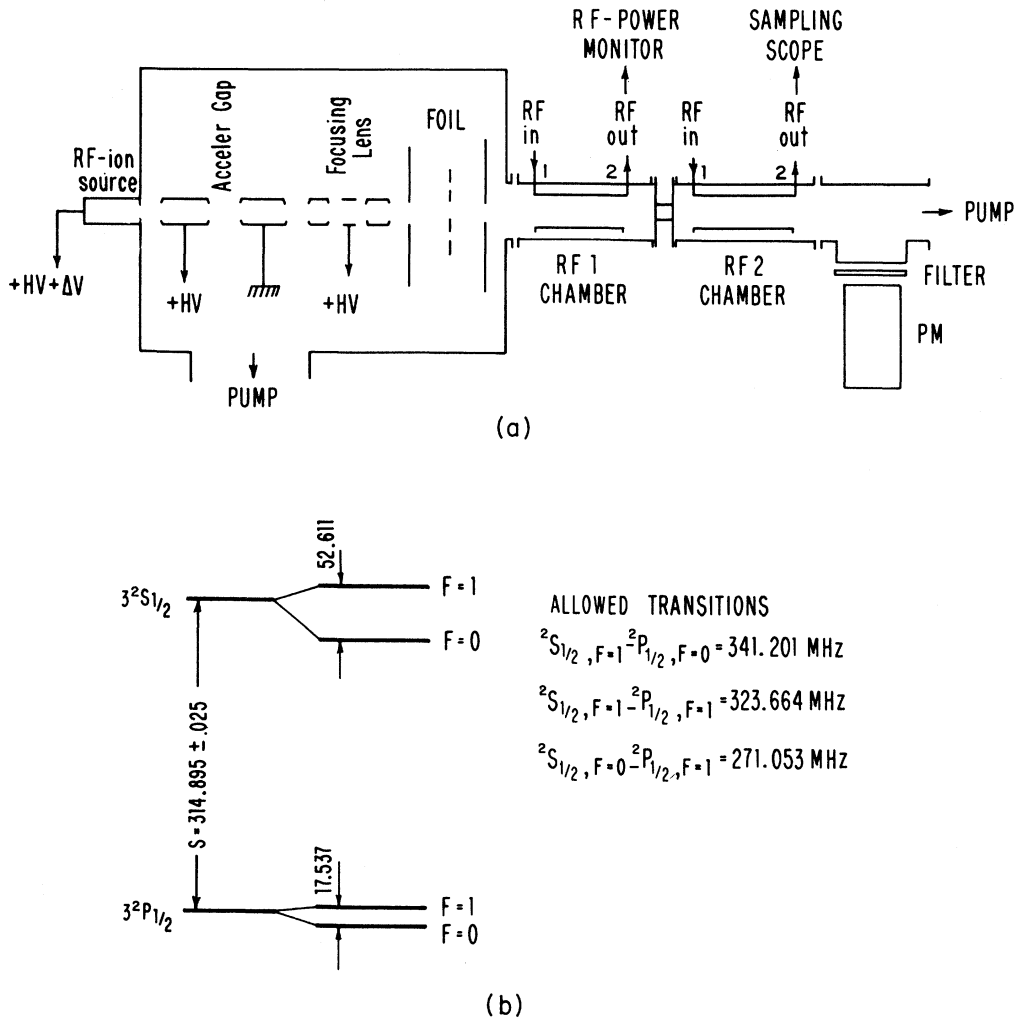 RF-POWER
MONITOR
SAMPLING
SCOPE
RF-ion
source
Acceler Gap
Focusing
Lens
FOIL
RF
in
RF
out
RF
in
RF
out
1
2
1
2
+HV+ΔV
+HV
+HV
PUMP
RF 1
CHAMBER
RF 2
CHAMBER
PUMP
FILTER
PM
(a)
52.611
3²S1/2
F=1
F=0
S=314.895 ±.025
17.537
3²P1/2
F=1
F=0
ALLOWED TRANSITIONS
²S1/2, F=1-²P1/2, F=0=341.201 MHz
²S1/2, F=1-²P1/2, F=1=323.664 MHz
²S1/2, F=0-²P1/2, F=1=271.053 MHz
(b)